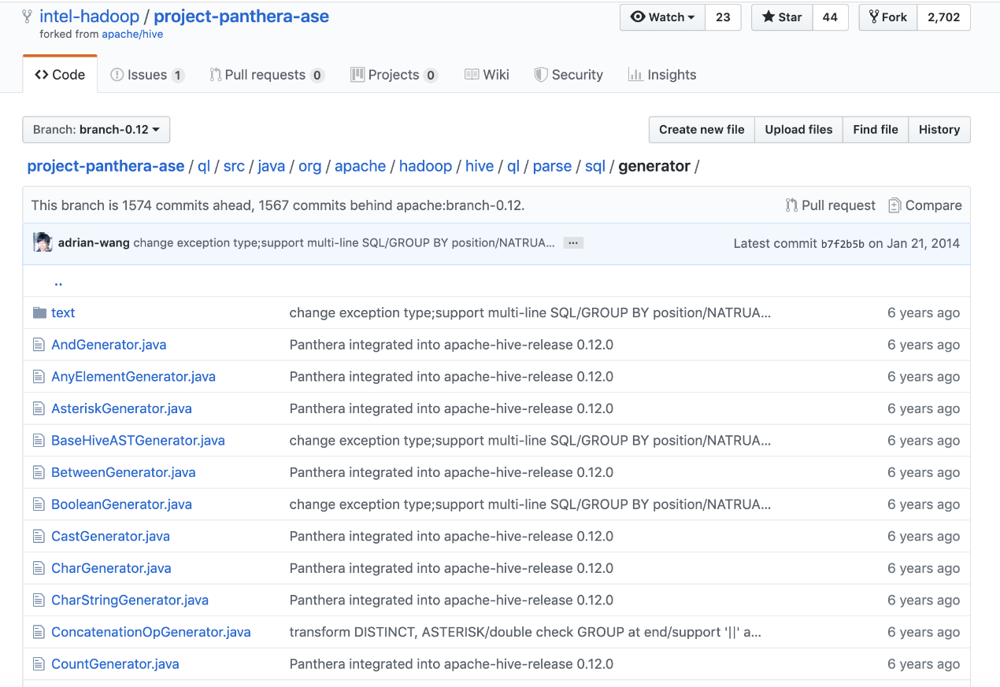 intel-hadoop / project-panthera-ase Watch 23 Star 44 Fork 2,702
forked from apache/hive
Code Issues 1 Pull requests 0 Projects 0 Wiki Security Insights
Branch: branch-0.12 Create new file Upload files Find file History
project-panthera-ase / ql / src / java / org / apache / hadoop / hive / ql / parse / sql / generator /
This branch is 1574 commits ahead, 1567 commits behind apache:branch-0.12. Pull request Compare
adrian-wang change exception type;support multi-line SQL/GROUP BY position/NATRUA... ... Latest commit b7f2b5b on Jan 21, 2014
..
text change exception type;support multi-line SQL/GROUP BY position/NATRUA... 6 years ago
AndGenerator.java Panthera integrated into apache-hive-release 0.12.0 6 years ago
AnyElementGenerator.java Panthera integrated into apache-hive-release 0.12.0 6 years ago
AsteriskGenerator.java Panthera integrated into apache-hive-release 0.12.0 6 years ago
BaseHiveASTGenerator.java change exception type;support multi-line SQL/GROUP BY position/NATRUA... 6 years ago
BetweenGenerator.java Panthera integrated into apache-hive-release 0.12.0 6 years ago
BooleanGenerator.java change exception type;support multi-line SQL/GROUP BY position/NATRUA... 6 years ago
CastGenerator.java Panthera integrated into apache-hive-release 0.12.0 6 years ago
CharGenerator.java Panthera integrated into apache-hive-release 0.12.0 6 years ago
CharStringGenerator.java Panthera integrated into apache-hive-release 0.12.0 6 years ago
ConcatenationOpGenerator.java transform DISTINCT, ASTERISK/double check GROUP at end/support '||' a... 6 years ago
CountGenerator.java Panthera integrated into apache-hive-release 0.12.0 6 years ago